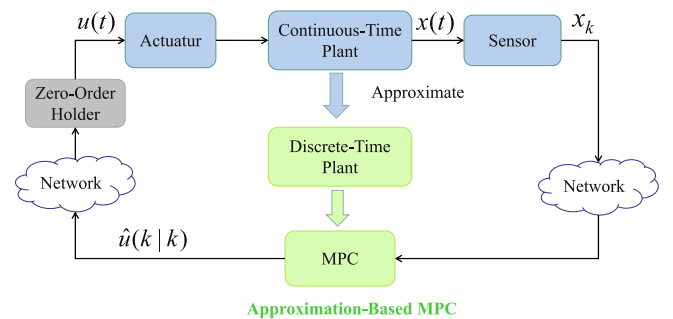 u(t)
Actuatur
Continuous-Time
Plant
x(t)
Sensor
x_k
Zero-Order
Holder
Approximate
Discrete-Time
Plant
Network
Network
û(k | k)
MPC
Approximation-Based MPC